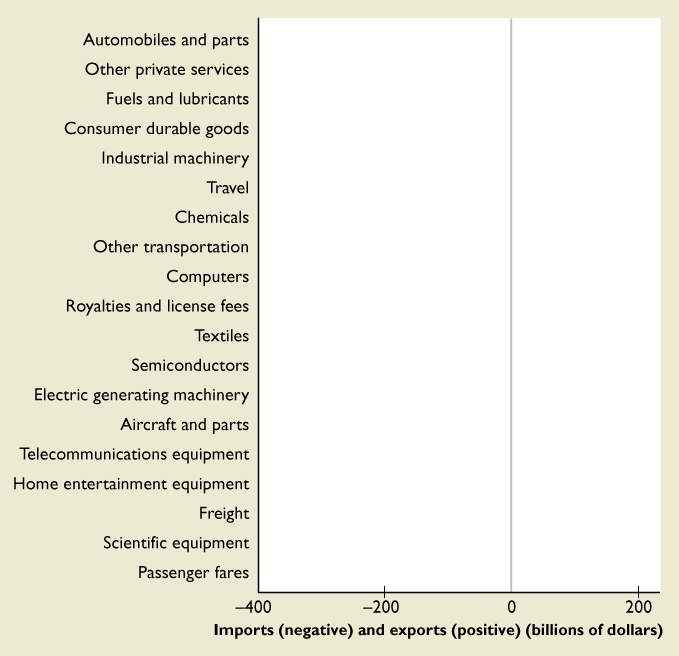 Automobiles and parts
Other private services
Fuels and lubricants
Consumer durable goods
Industrial machinery
Travel
Chemicals
Other transportation
Computers
Royalties and license fees
Textiles
Semiconductors
Electric generating machinery
Aircraft and parts
Telecommunications equipment
Home entertainment equipment
Freight
Scientific equipment
Passenger fares
–400 –200 0 200
Imports (negative) and exports (positive) (billions of dollars)